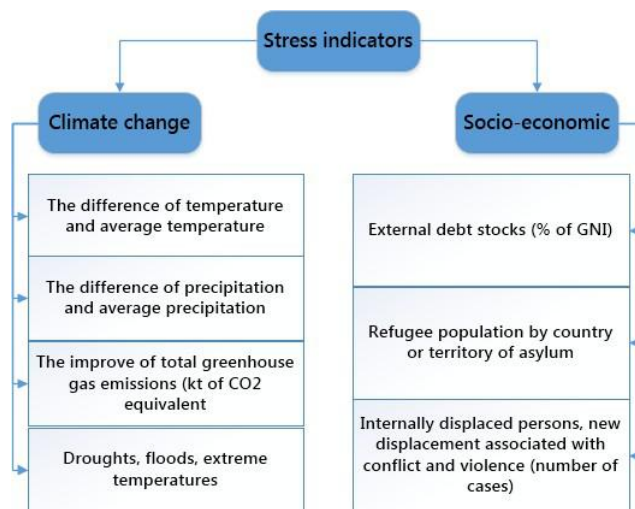 Stress indicators
Climate change
The difference of temperature
and average temperature
The difference of precipitation
and average precipitation
The improve of total greenhouse
gas emissions (kt of CO2
equivalent
Droughts, floods, extreme
temperatures
Socio-economic
External debt stocks (% of GNI)
Refugee population by country
or territory of asylum
Internally displaced persons, new
displacement associated with
conflict and violence (number of
cases)